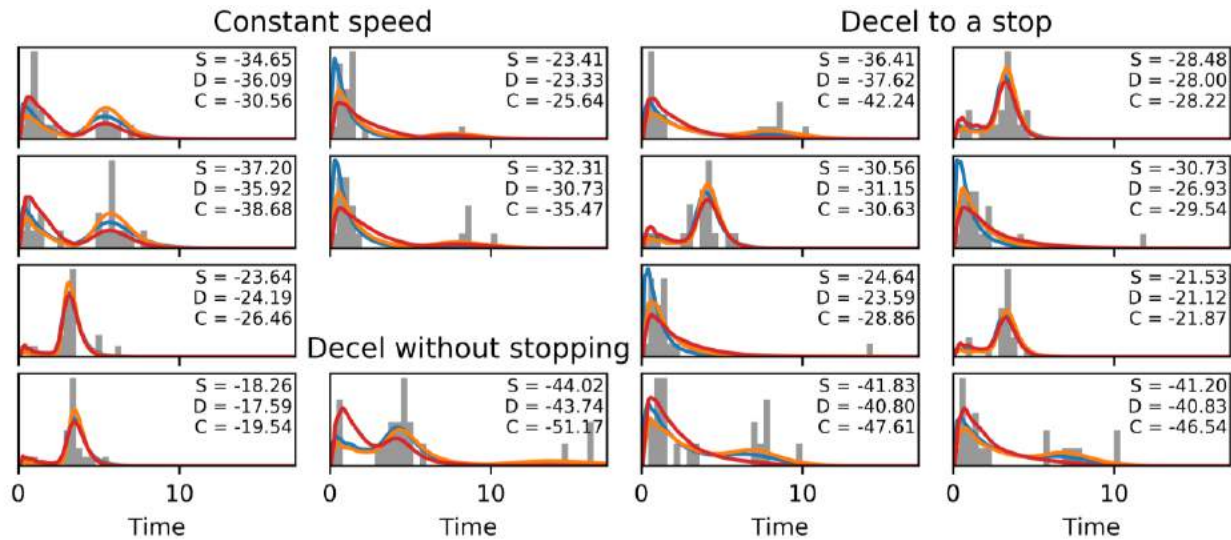 Constant speed
Decel to a stop
S = -34.65
D = -36.09
C = -30.56
S = -23.41
D = -23.33
C = -25.64
S = -36.41
D = -37.62
C = -42.24
S = -28.48
D = -28.00
C = -28.22
S = -37.20
D = -35.92
C = -38.68
S = -32.31
D = -30.73
C = -35.47
S = -30.56
D = -31.15
C = -30.63
S = -30.73
D = -26.93
C = -29.54
S = -23.64
D = -24.19
C = -26.46
Decel without stopping
S = -24.64
D = -23.59
C = -28.86
S = -21.53
D = -21.12
C = -21.87
S = -18.26
D = -17.59
C = -19.54
S = -44.02
D = -43.74
C = -51.17
S = -41.83
D = -40.80
C = -47.61
S = -41.20
D = -40.83
C = -46.54
0 10
0 10
0 10
0 10
Time
Time
Time
Time